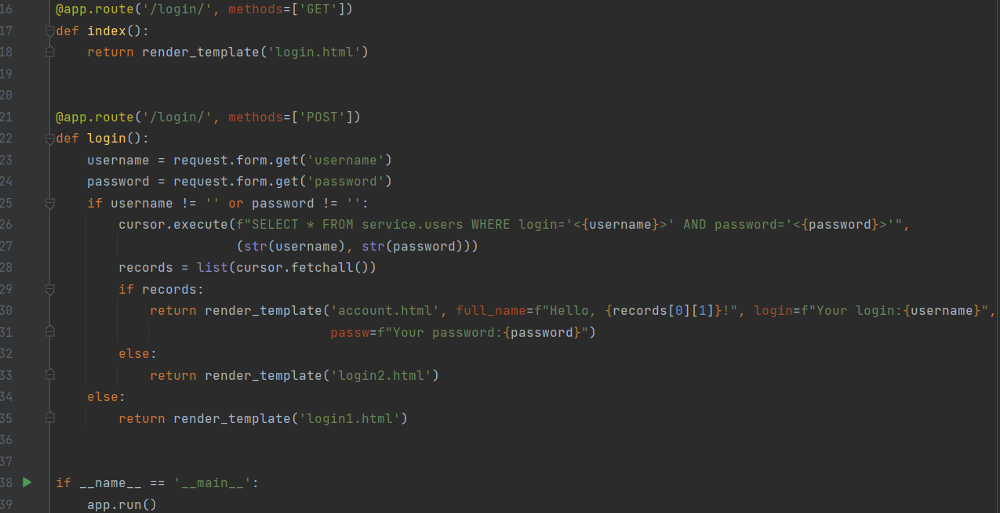 16 @app.route('/login/', methods=['GET'])
17 def index():
18     return render_template('login.html')
19
20
21 @app.route('/login/', methods=['POST'])
22 def login():
23     username = request.form.get('username')
24     password = request.form.get('password')
25     if username != '' or password != '':
26         cursor.execute(f"SELECT * FROM service.users WHERE login='<{username}>' AND password='<{password}>'",
27                        (str(username), str(password)))
28         records = list(cursor.fetchall())
29         if records:
30             return render_template('account.html', full_name=f"Hello, {records[0][1]}!", login=f"Your login:{username}",
31                                    passw=f"Your password:{password}")
32         else:
33             return render_template('login2.html')
34     else:
35         return render_template('login1.html')
36
37
38 if __name__ == '__main__':
39     app.run()